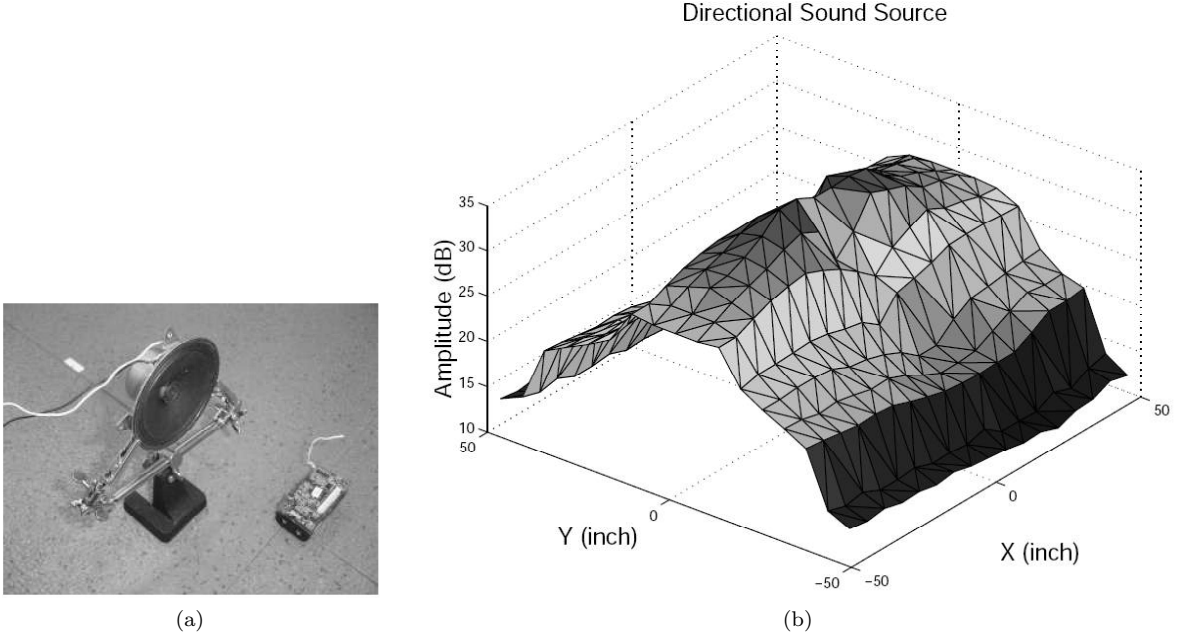 Directional Sound Source
35
30
25
20
15
10
Amplitude (dB)
50
0
−50
Y (inch)
−50
0
50
X (inch)
(a)
(b)